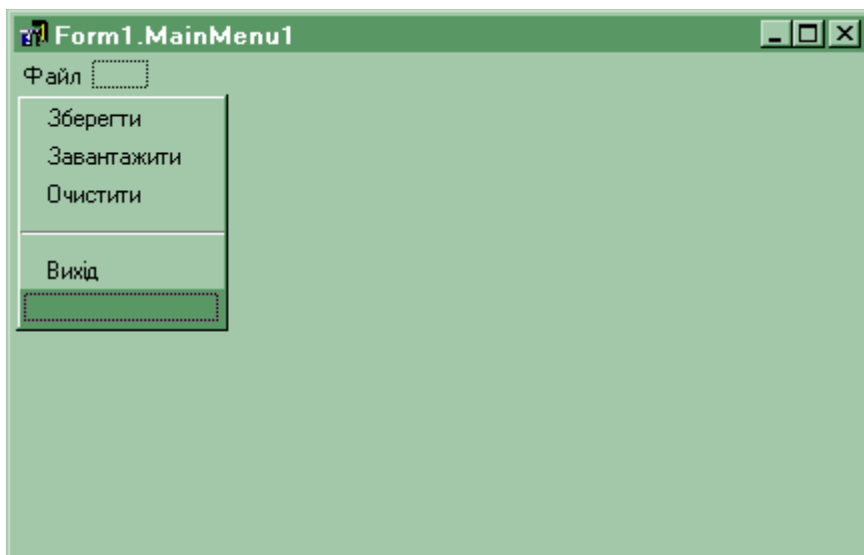 Form1.MainMenu1
Файл
Зберегти
Завантажити
Очистити
Вихід